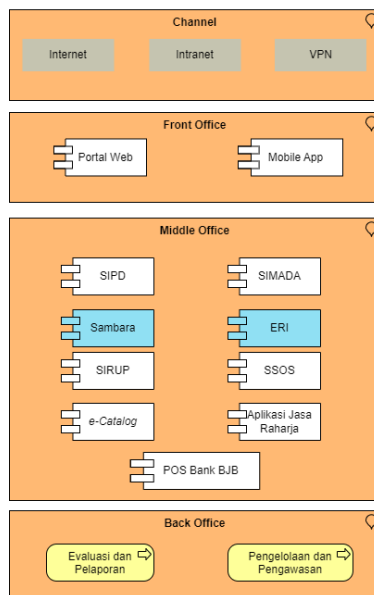 Channel
Internet
Intranet
VPN
Front Office
Portal Web
Mobile App
Middle Office
SIPD
SIMADA
Sambara
ERI
SIRUP
SSOS
e-Catalog
Aplikasi Jasa
Raharja
POS Bank BJB
Back Office
Evaluasi dan
Pelaporan
Pengelolaan dan
Pengawasan